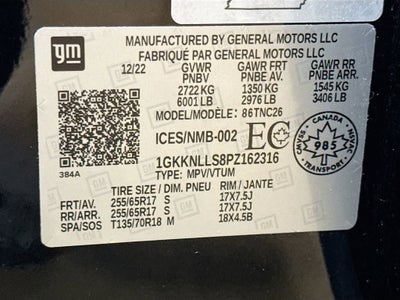 gm
MANUFACTURED BY GENERAL MOTORS LLC
FABRIQUÉ PAR GENERAL MOTORS LLC
12/22 GVWR GAWR FRT GAWR RR
PNBV PNBE AV. PNBE AR.
2722 KG 1350 KG 1545 KG
6001 LB 2976 LB 3406 LB
MODEL/MODÈLE: 86TNC26
ICES/NMB-002 EC
CANADA
985
TRANSPORT
384A
1GKKNLLS8PZ162316
TYPE: MPV/VTUM
TIRE SIZE / DIM. PNEU RIM / JANTE
FRT/AV. 255/65R17 S 17X7.5J
RR/ARR. 255/65R17 S 17X7.5J
SPA/SOS T135/70R18 M 18X4.5B